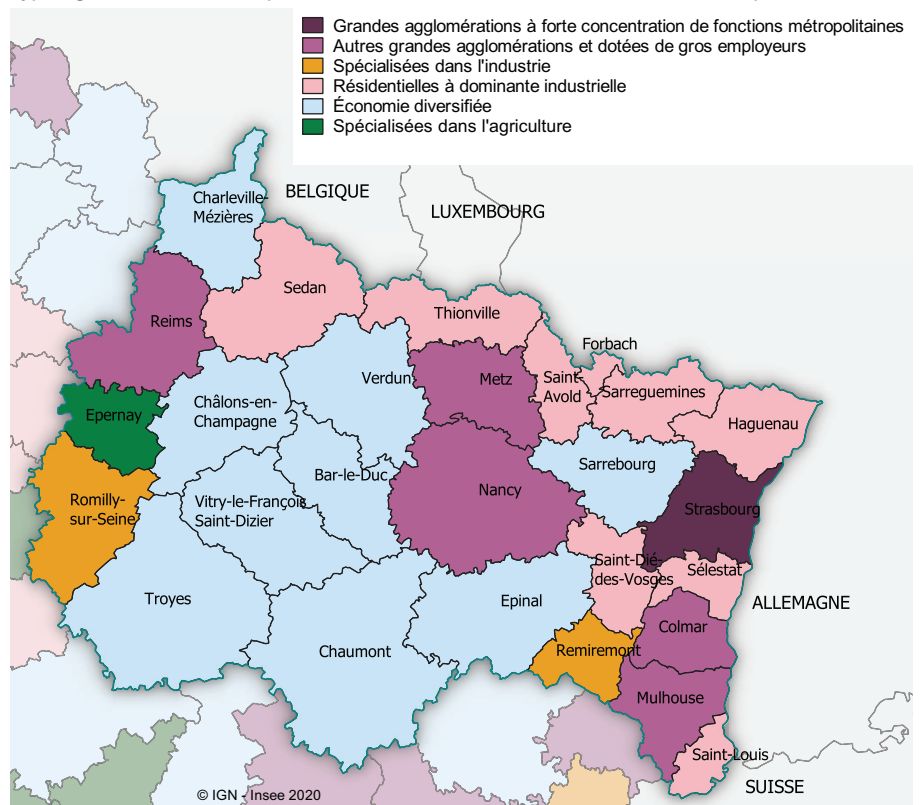 Grandes agglomérations à forte concentration de fonctions métropolitaines
Autres grandes agglomérations et dotées de gros employeurs
Spécialisées dans l'industrie
Résidentielles à dominante industrielle
Économie diversifiée
Spécialisées dans l'agriculture
BELGIQUE
LUXEMBOURG
Charleville-
Mézières
Sedan
Thionville
Reims
Forbach
Verdun
Metz
Saint-
Avold
Sarreguemines
Châlons-en-
Champagne
Epernay
Haguenau
Sarrebourg
Bar-le-Duc
Nancy
Romilly-
sur-Seine
Vitry-le-François
Saint-Dizier
Strasbourg
Saint-Dié-
des-Vosges
Sélestat
Troyes
Epinal
ALLEMAGNE
Colmar
Chaumont
Remiremont
Mulhouse
Saint-Louis
SUISSE
© IGN - Insee 2020